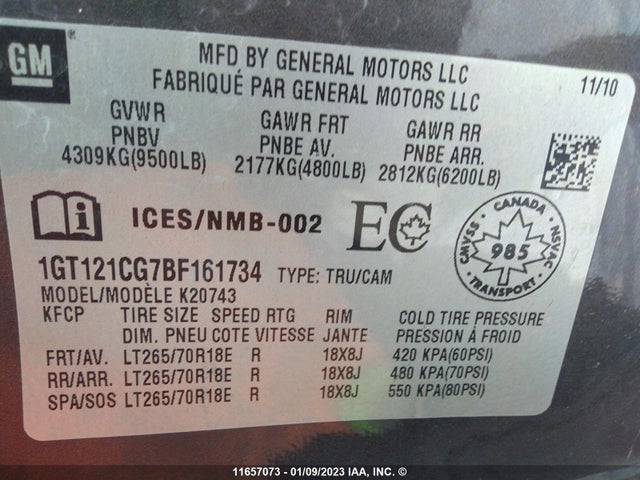 GM
MFD BY GENERAL MOTORS LLC
FABRIQUÉ PAR GENERAL MOTORS LLC
11/10
GVWR GAWR FRT GAWR RR
PNBV PNBE AV. PNBE ARR.
4309KG(9500LB) 2177KG(4800LB) 2812KG(6200LB)
ICES/NMB-002 EC
CANADA
CMVSS 985 NSVAC
TRANSPORT
1GT121CG7BF161734 TYPE: TRU/CAM
MODEL/MODÈLE K20743
KFCP TIRE SIZE SPEED RTG RIM COLD TIRE PRESSURE
DIM. PNEU COTE VITESSE JANTE PRESSION À FROID
FRT/AV. LT265/70R18E R 18X8J 420 KPA(60PSI)
RR/ARR. LT265/70R18E R 18X8J 480 KPA(70PSI)
SPA/SOS LT265/70R18E R 18X8J 550 KPA(80PSI)
11657073 - 01/09/2023 IAA, INC. ©